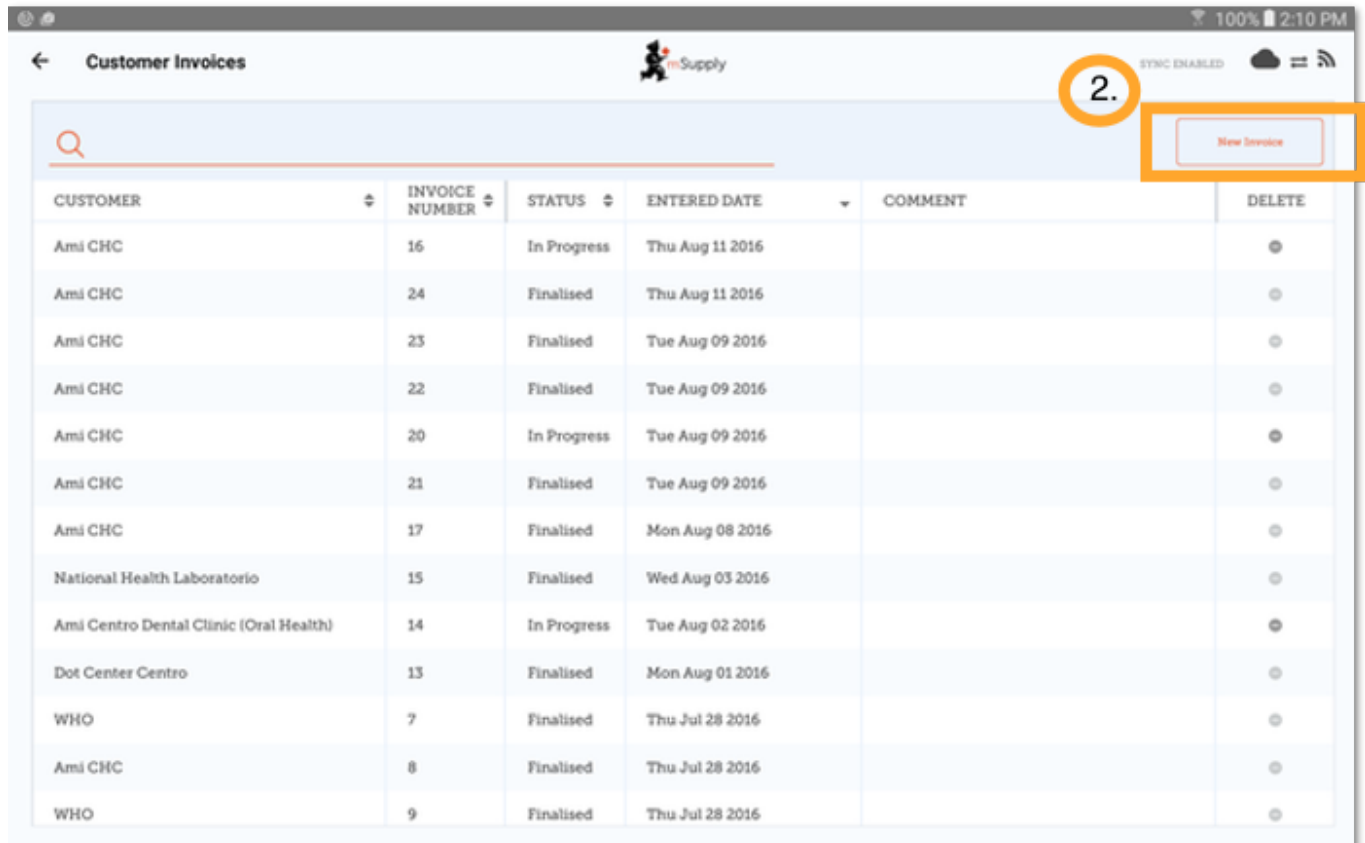 100% 2:10 PM
Customer Invoices
mSupply
SYNC ENABLED
2.
New Invoice
CUSTOMER INVOICE NUMBER STATUS ENTERED DATE COMMENT DELETE
Ami CHC 16 In Progress Thu Aug 11 2016
Ami CHC 24 Finalised Thu Aug 11 2016
Ami CHC 23 Finalised Tue Aug 09 2016
Ami CHC 22 Finalised Tue Aug 09 2016
Ami CHC 20 In Progress Tue Aug 09 2016
Ami CHC 21 Finalised Tue Aug 09 2016
Ami CHC 17 Finalised Mon Aug 08 2016
National Health Laboratorio 15 Finalised Wed Aug 03 2016
Ami Centro Dental Clinic (Oral Health) 14 In Progress Tue Aug 02 2016
Dot Center Centro 13 Finalised Mon Aug 01 2016
WHO 7 Finalised Thu Jul 28 2016
Ami CHC 8 Finalised Thu Jul 28 2016
WHO 9 Finalised Thu Jul 28 2016